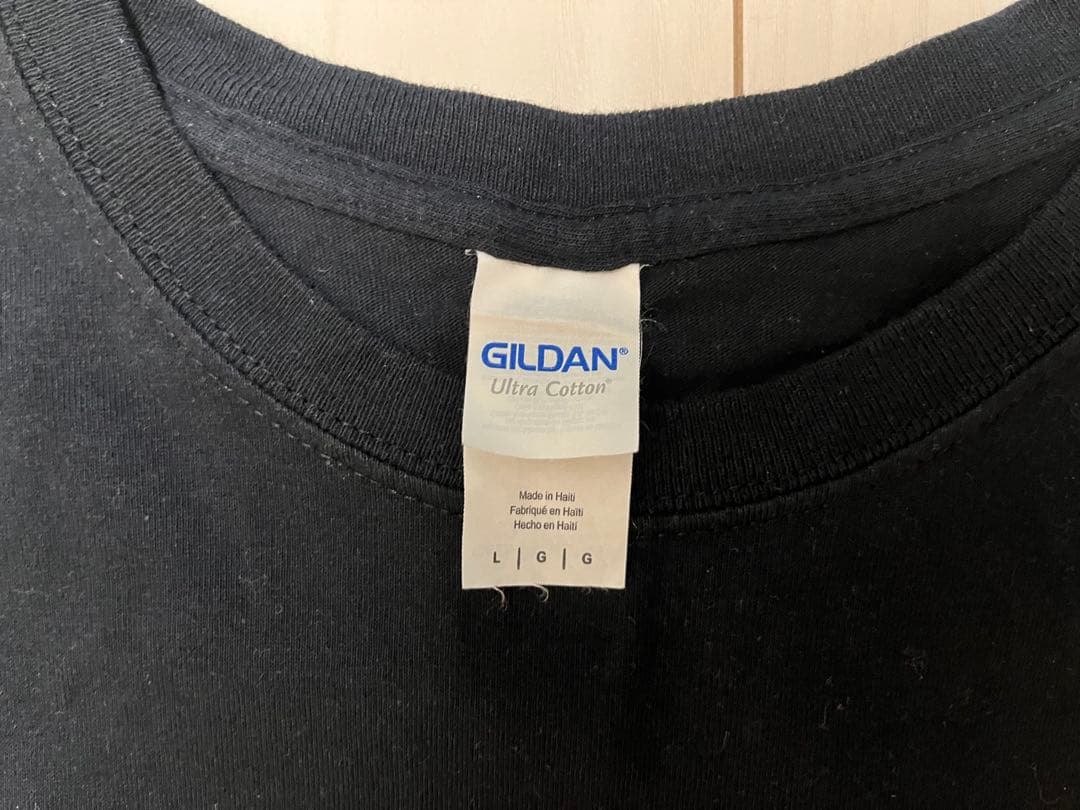 GILDAN®
Ultra Cotton®
Made in Haiti
Fabriqué en Haïti
Hecho en Haití
L | G | G